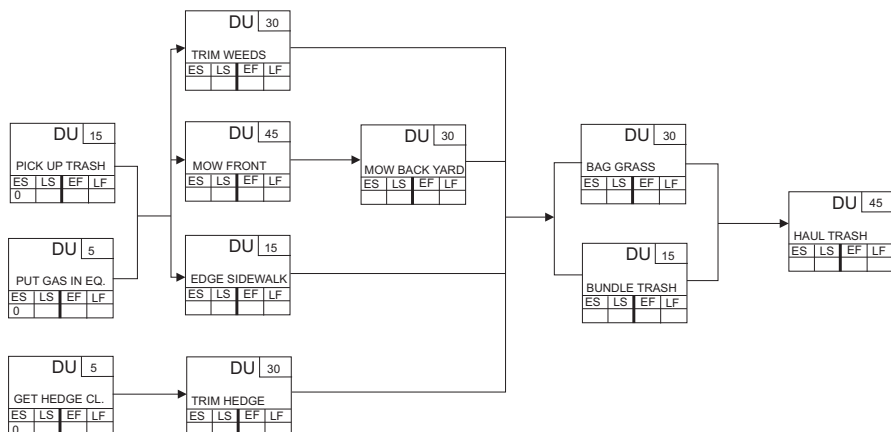 DU 30
TRIM WEEDS
ES LS EF LF
DU 15
PICK UP TRASH
ES LS EF LF
0
DU 45
MOW FRONT
ES LS EF LF
DU 30
MOW BACK YARD
ES LS EF LF
DU 30
BAG GRASS
ES LS EF LF
DU 45
HAUL TRASH
ES LS EF LF
DU 5
PUT GAS IN EQ.
ES LS EF LF
0
DU 15
EDGE SIDEWALK
ES LS EF LF
DU 15
BUNDLE TRASH
ES LS EF LF
DU 5
GET HEDGE CL.
ES LS EF LF
0
DU 30
TRIM HEDGE
ES LS EF LF